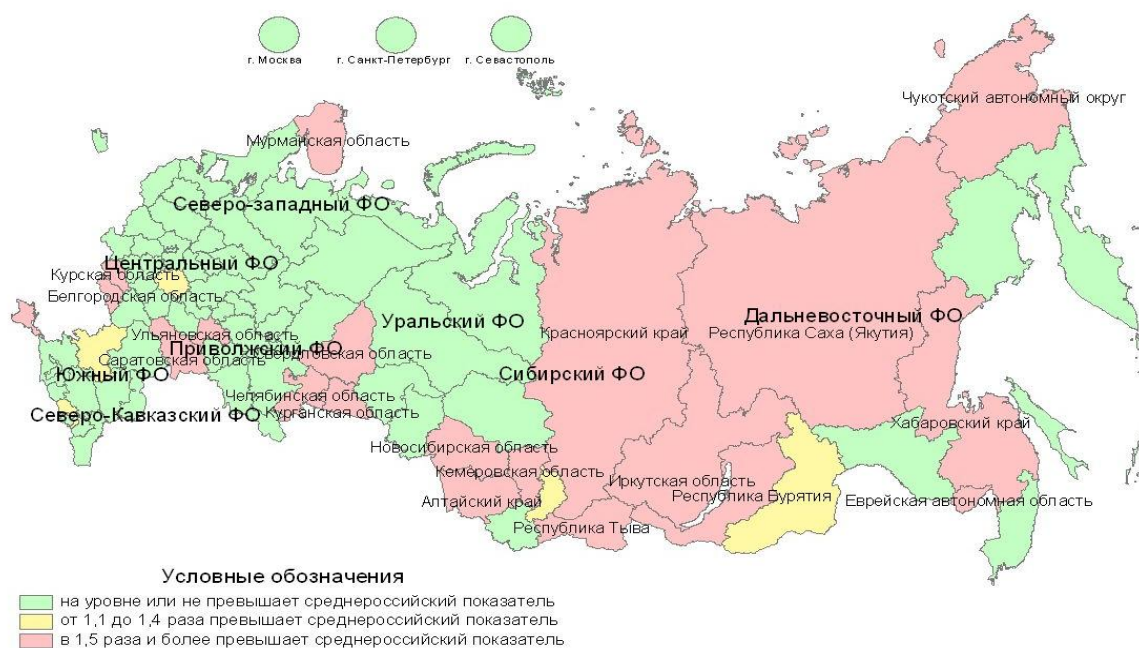 г. Москва
г. Санкт-Петербург
г. Севастополь
Чукотский автономный округ
Мурманская область
Северо-западный ФО
Центральный ФО
Курская область
Белгородская область
Уральский ФО
Красноярский край
Дальневосточный ФО
Республика Саха (Якутия)
Ульяновская область
Приволжский ФО
Свердловская область
Саратовская область
Южный ФО
Сибирский ФО
Челябинская область
Северо-Кавказский ФО
Курганская область
Хабаровский край
Новосибирская область
Кемеровская область
Иркутская область
Алтайский край
Республика Бурятия
Еврейская автономная область
Республика Тыва
Условные обозначения
на уровне или не превышает среднероссийский показатель
от 1,1 до 1,4 раза превышает среднероссийский показатель
в 1,5 раза и более превышает среднероссийский показатель